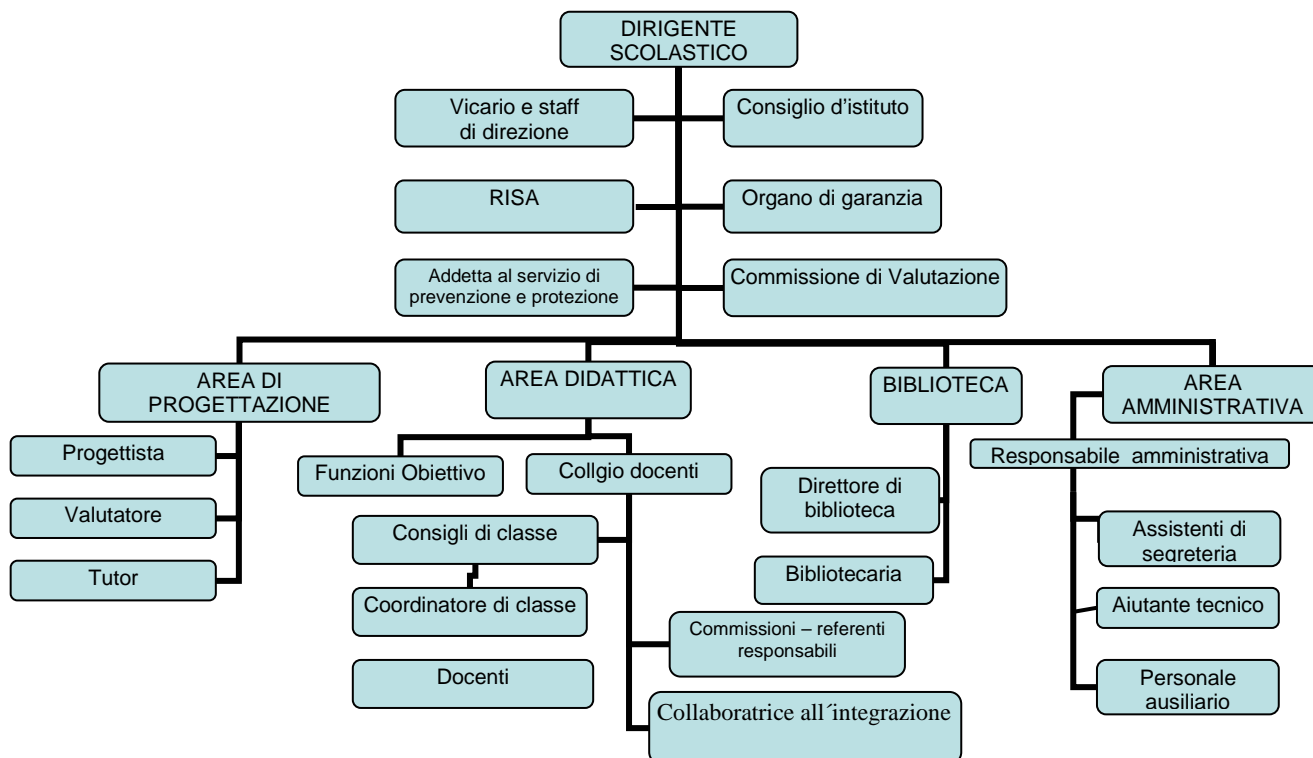 DIRIGENTE
SCOLASTICO
Vicario e staff
di direzione
Consiglio d'istituto
RISA
Organo di garanzia
Addetta al servizio di
prevenzione e protezione
Commissione di Valutazione
AREA DI
PROGETTAZIONE
AREA DIDATTICA
BIBLIOTECA
AREA
AMMINISTRATIVA
Progettista
Valutatore
Tutor
Funzioni Obiettivo
Collgio docenti
Consigli di classe
Coordinatore di classe
Docenti
Commissioni – referenti
responsabili
Collaboratrice all´integrazione
Direttore di
biblioteca
Bibliotecaria
Responsabile amministrativa
Assistenti di
segreteria
Aiutante tecnico
Personale
ausiliario